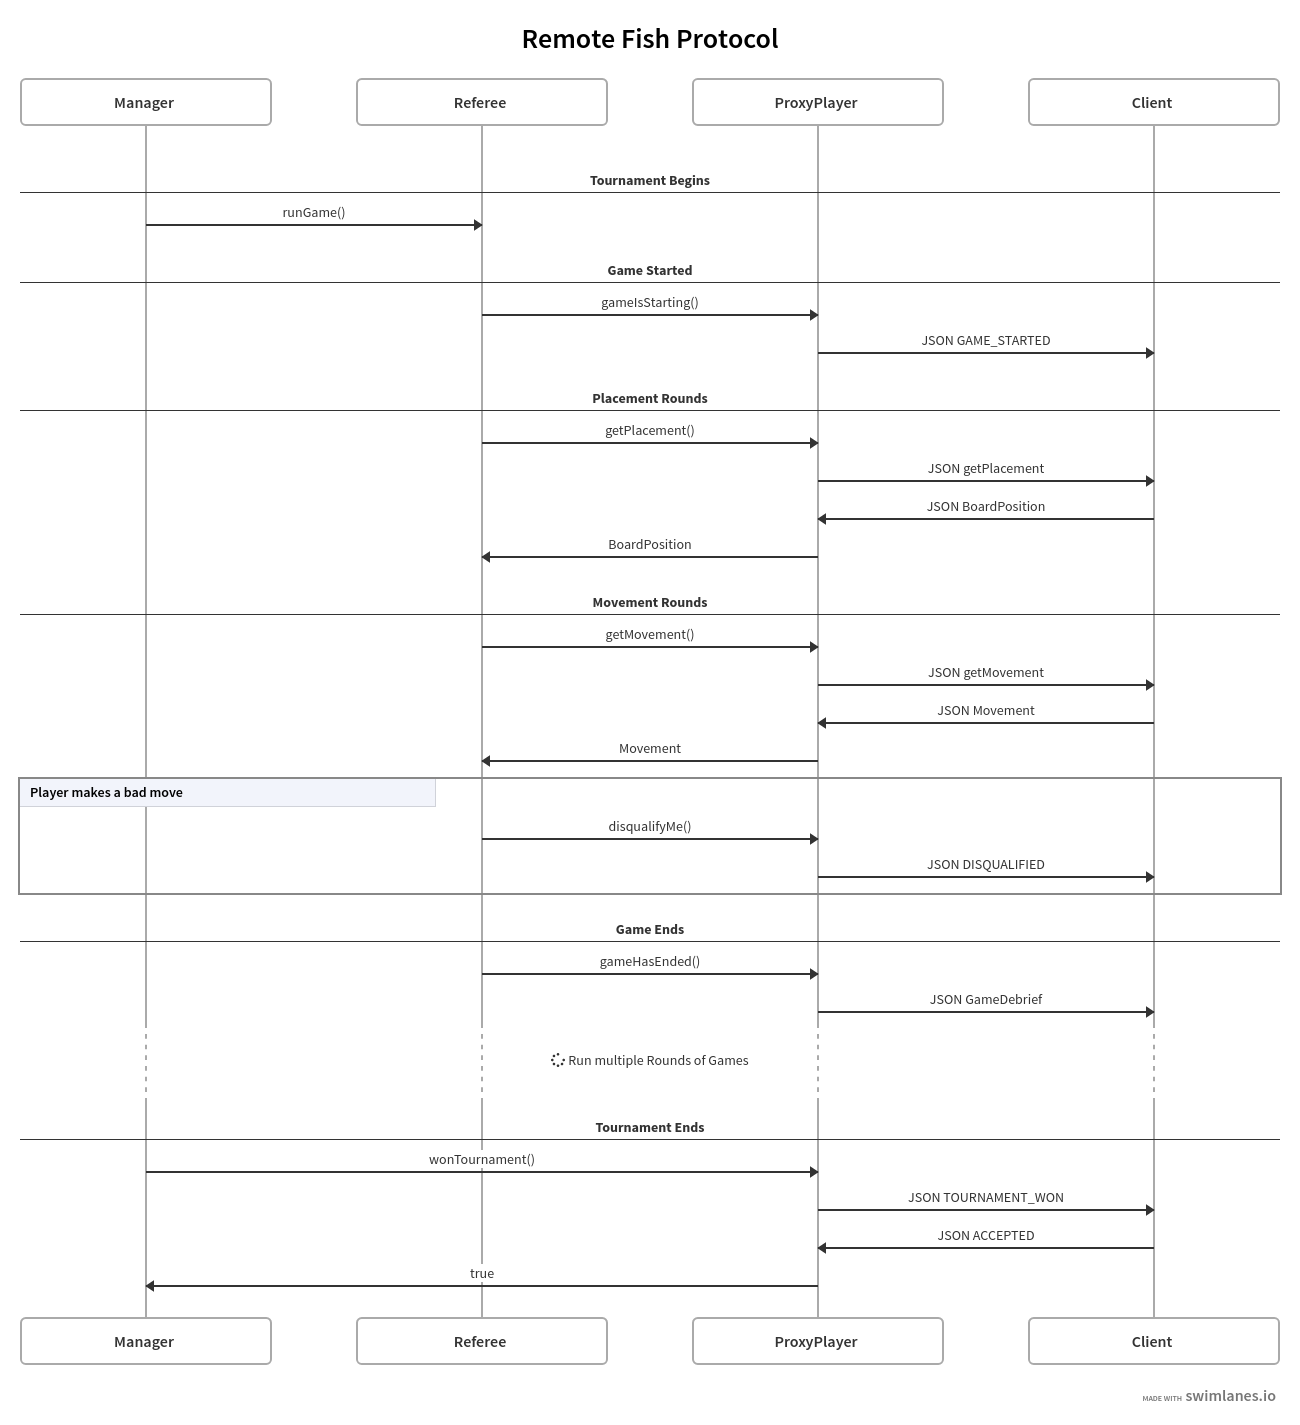 Remote Fish Protocol
Manager
Referee
ProxyPlayer
Client
Tournament Begins
runGame()
Game Started
gameIsStarting()
JSON GAME_STARTED
Placement Rounds
getPlacement()
JSON getPlacement
JSON BoardPosition
BoardPosition
Movement Rounds
getMovement()
JSON getMovement
JSON Movement
Movement
Player makes a bad move
disqualifyMe()
JSON DISQUALIFIED
Game Ends
gameHasEnded()
JSON GameDebrief
Run multiple Rounds of Games
Tournament Ends
wonTournament()
JSON TOURNAMENT_WON
JSON ACCEPTED
true
Manager
Referee
ProxyPlayer
Client
MADE WITH swimlanes.io